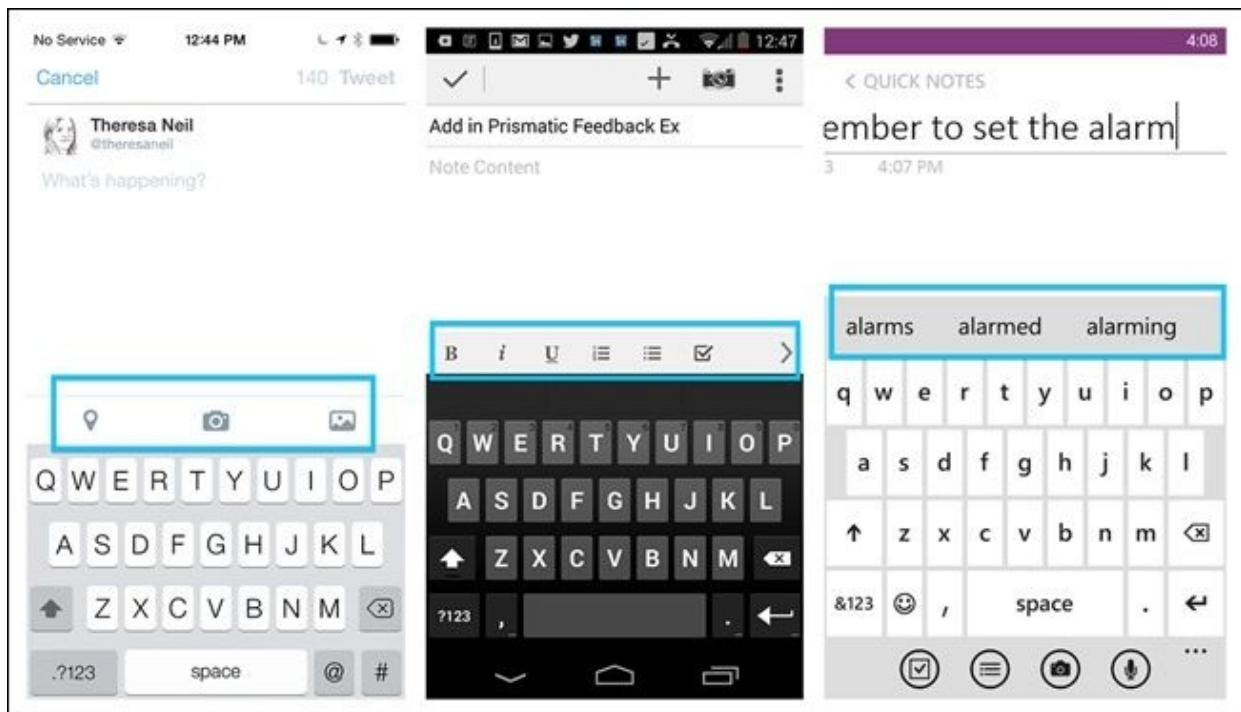 No Service 12:44 PM
Cancel 140 Tweet
Theresa Neil
@theresaneil
What's happening?
Q W E R T Y U I O P
A S D F G H J K L
Z X C V B N M
.?123 space @ #
12:47
Add in Prismatic Feedback Ex
Note Content
B i U
Q W E R T Y U I O P
A S D F G H J K L
Z X C V B N M
?123 , .
4:08
< QUICK NOTES
ember to set the alarm
3 4:07 PM
alarms alarmed alarming
q w e r t y u i o p
a s d f g h j k l
z x c v b n m
&123 , space .
...